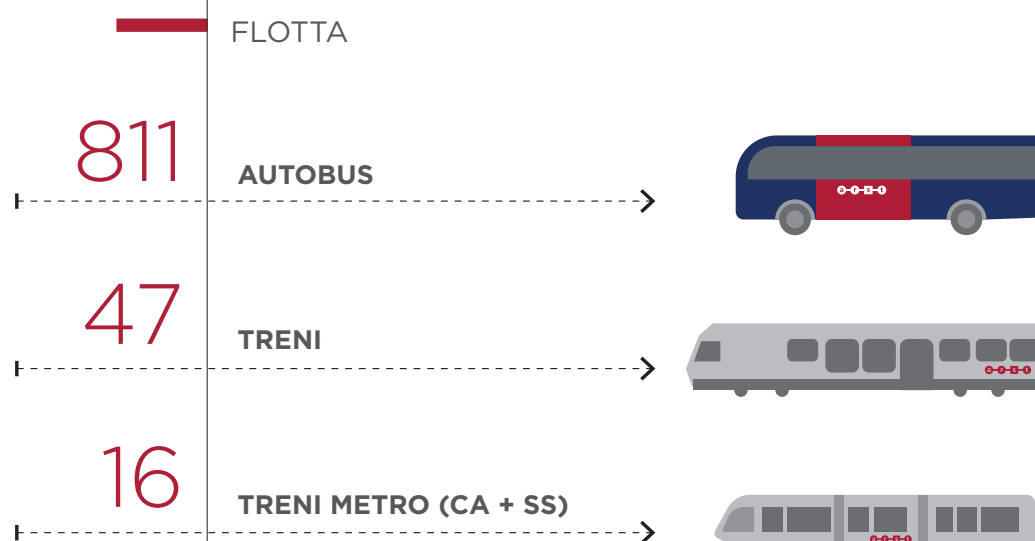 FLOTTA
811
AUTOBUS
a-r-s-t
47
TRENI
a-r-s-t
16
TRENI METRO (CA + SS)
a-r-s-t